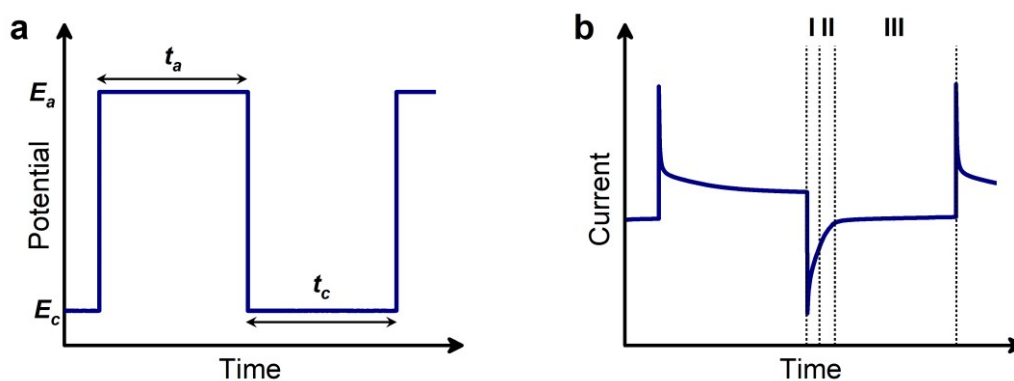 a
t_a
E_a
Potential
t_c
E_c
Time
b
I II III
Current
Time